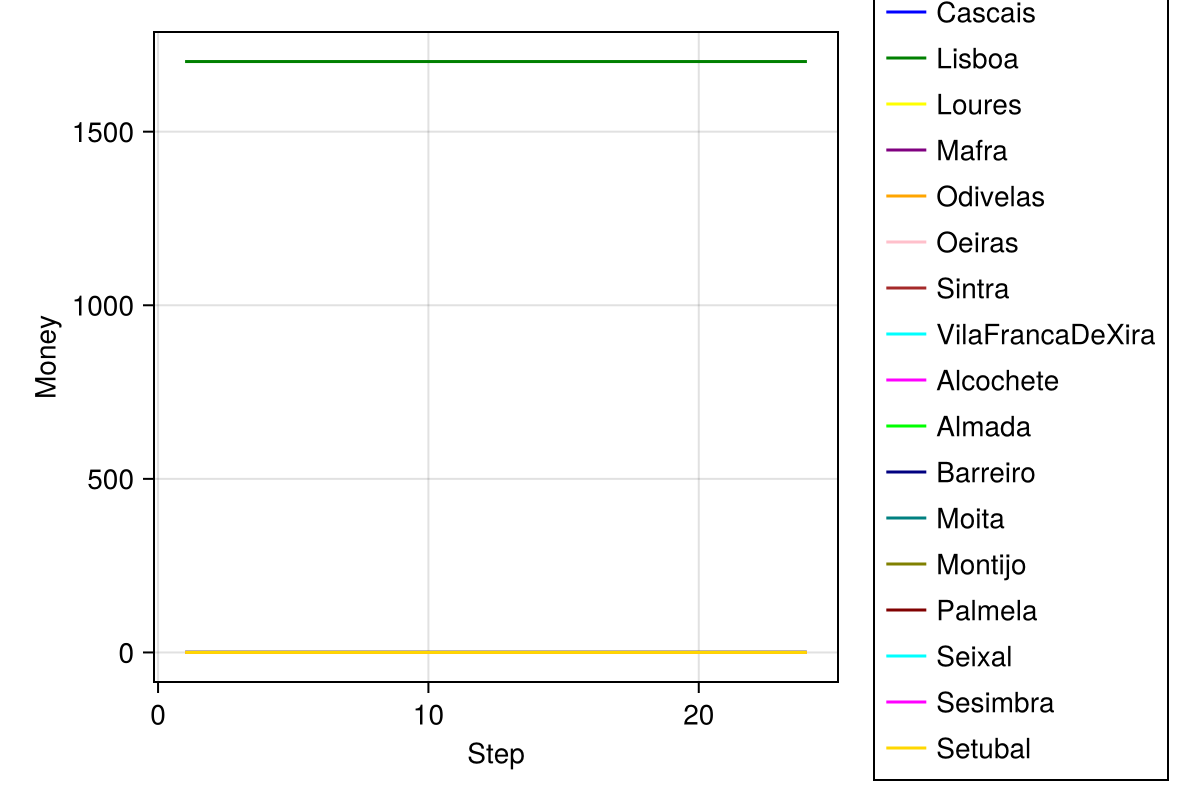 1500
1000
500
0
0
10
20
Money
Step
Cascais
Lisboa
Loures
Mafra
Odivelas
Oeiras
Sintra
VilaFrancaDeXira
Alcochete
Almada
Barreiro
Moita
Montijo
Palmela
Seixal
Sesimbra
Setubal